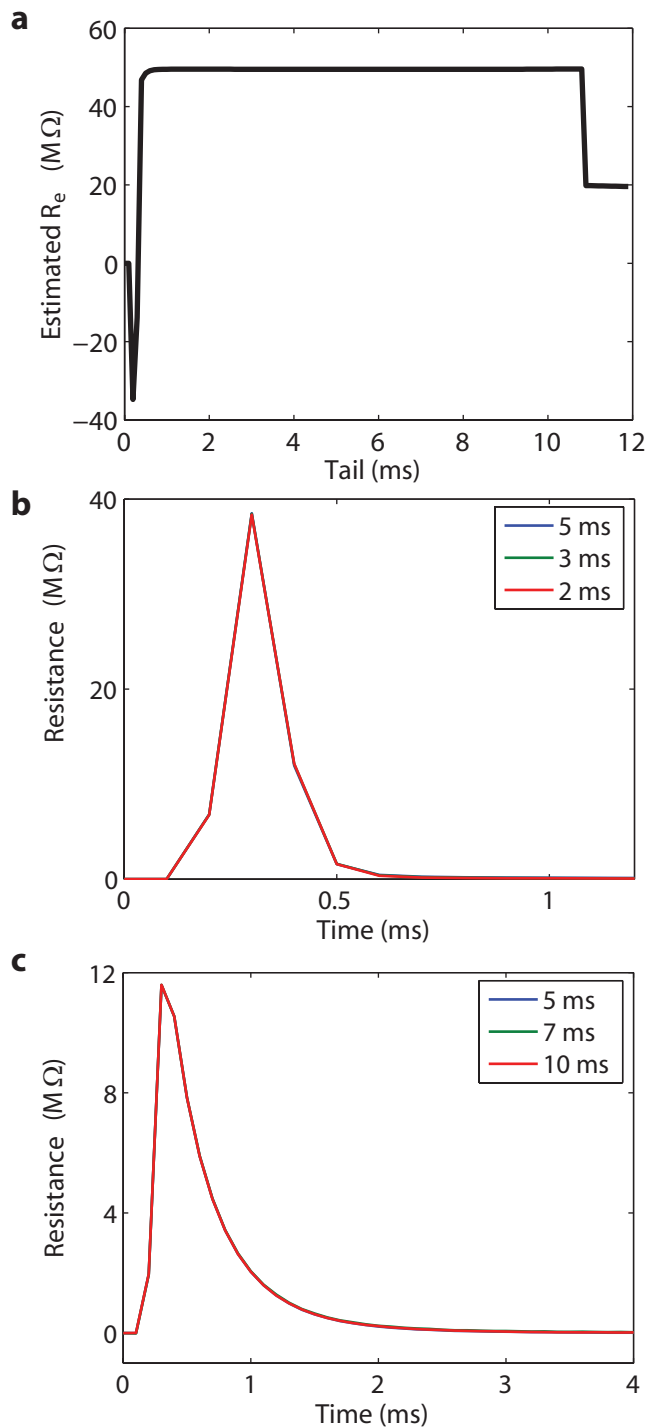 a
60
40
20
0
−20
−40
Estimated Re (MΩ)
0 2 4 6 8 10 12
Tail (ms)
b
40
20
0
Resistance (MΩ)
5 ms
3 ms
2 ms
0 0.5 1
Time (ms)
c
12
8
4
0
Resistance (MΩ)
5 ms
7 ms
10 ms
0 1 2 3 4
Time (ms)